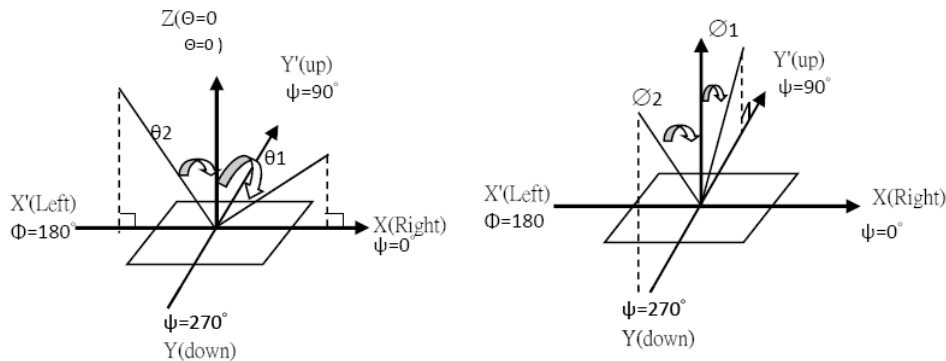 Z(Θ=0
Θ=0 )
Y'(up)
ψ=90°
θ2
θ1
X'(Left)
Φ=180°
X(Right)
ψ=0°
ψ=270°
Y(down)
∅1
Y'(up)
ψ=90°
∅2
X'(Left)
Φ=180
X(Right)
ψ=0°
ψ=270°
Y(down)